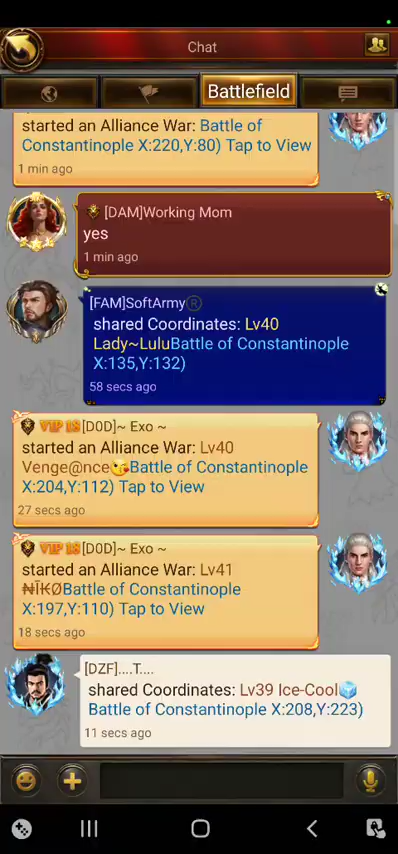 Chat
Battlefield
started an Alliance War: Battle of
Constantinople X:220,Y:80) Tap to View
1 min ago
[DAM]Working Mom
yes
1 min ago
[FAM]SoftArmy®
shared Coordinates: Lv40
Lady~LuluBattle of Constantinople
X:135,Y:132)
58 secs ago
VIP 18 [D0D]~ Exo ~
started an Alliance War: Lv40
Venge@nce😘Battle of Constantinople
X:204,Y:112) Tap to View
27 secs ago
VIP 18 [D0D]~ Exo ~
started an Alliance War: Lv41
₦ĪꀘØBattle of Constantinople
X:197,Y:110) Tap to View
18 secs ago
[DZF]....T....
shared Coordinates: Lv39 Ice-Cool🧊
Battle of Constantinople X:208,Y:223)
11 secs ago